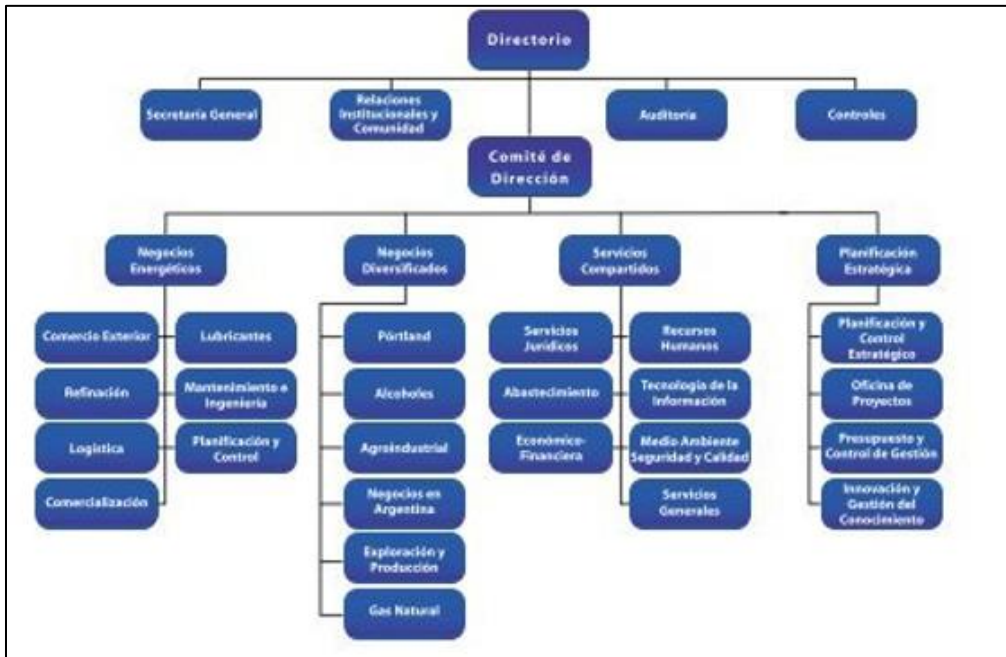 Directorio
Secretaría General
Relaciones
Institucionales y
Comunidad
Auditoría
Controles
Comité de
Dirección
Negocios
Energéticos
Negocios
Diversificados
Servicios
Compartidos
Planificación
Estratégica
Comercio Exterior
Lubricantes
Refinación
Mantenimiento e
Ingeniería
Logística
Planificación y
Control
Comercialización
Pórtland
Alcoholes
Agroindustrial
Negocios en
Argentina
Exploración y
Producción
Gas Natural
Servicios
Jurídicos
Recursos
Humanos
Abastecimiento
Tecnología de la
Información
Económico-
Financiera
Medio Ambiente
Seguridad y Calidad
Servicios
Generales
Planificación y
Control
Estratégico
Oficina de
Proyectos
Presupuesto y
Control de Gestión
Innovación y
Gestión del
Conocimiento